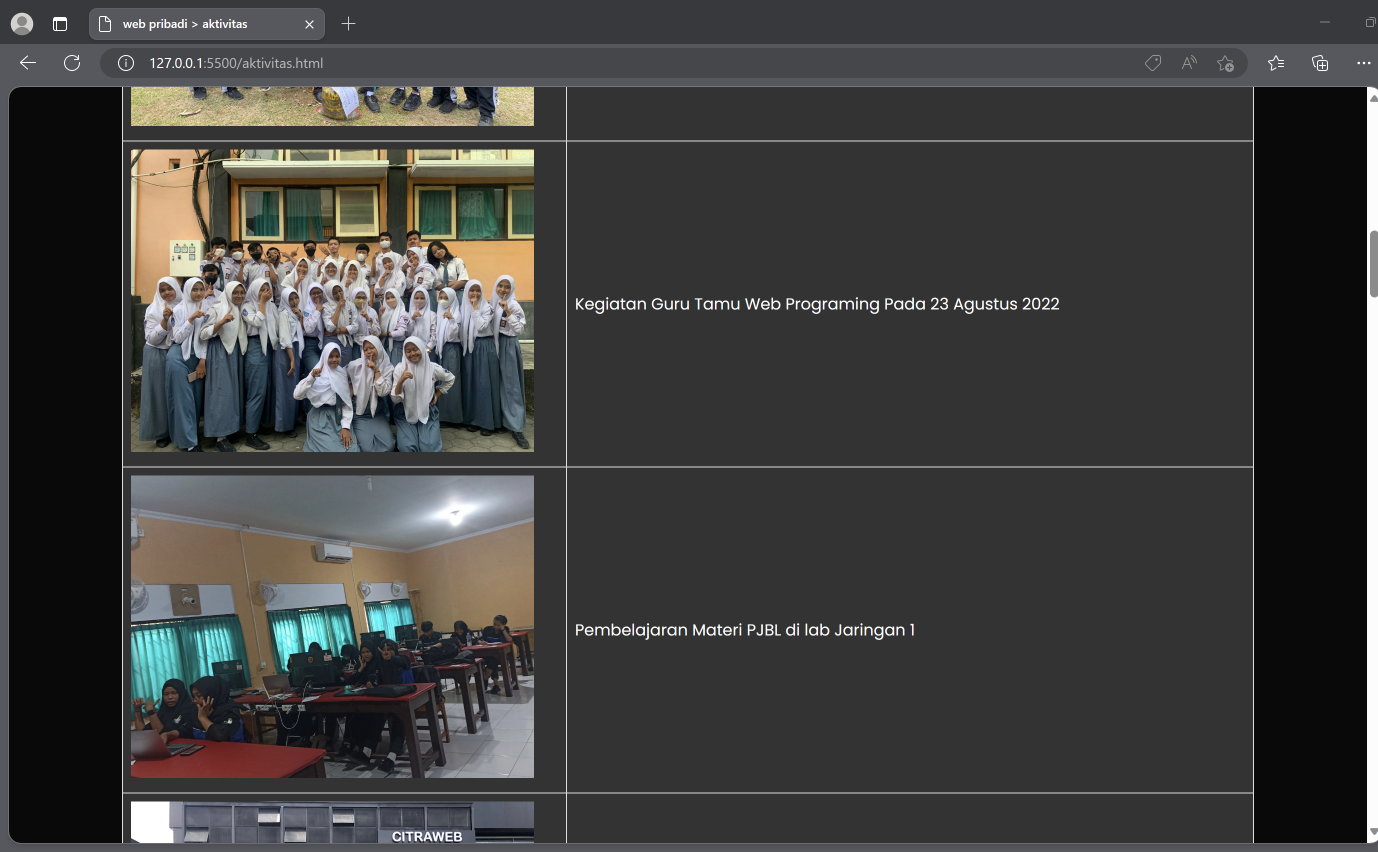 web pribadi > aktivitas
127.0.0.1:5500/aktivitas.html
Kegiatan Guru Tamu Web Programing Pada 23 Agustus 2022
Pembelajaran Materi PJBL di lab Jaringan 1
CITRAWEB